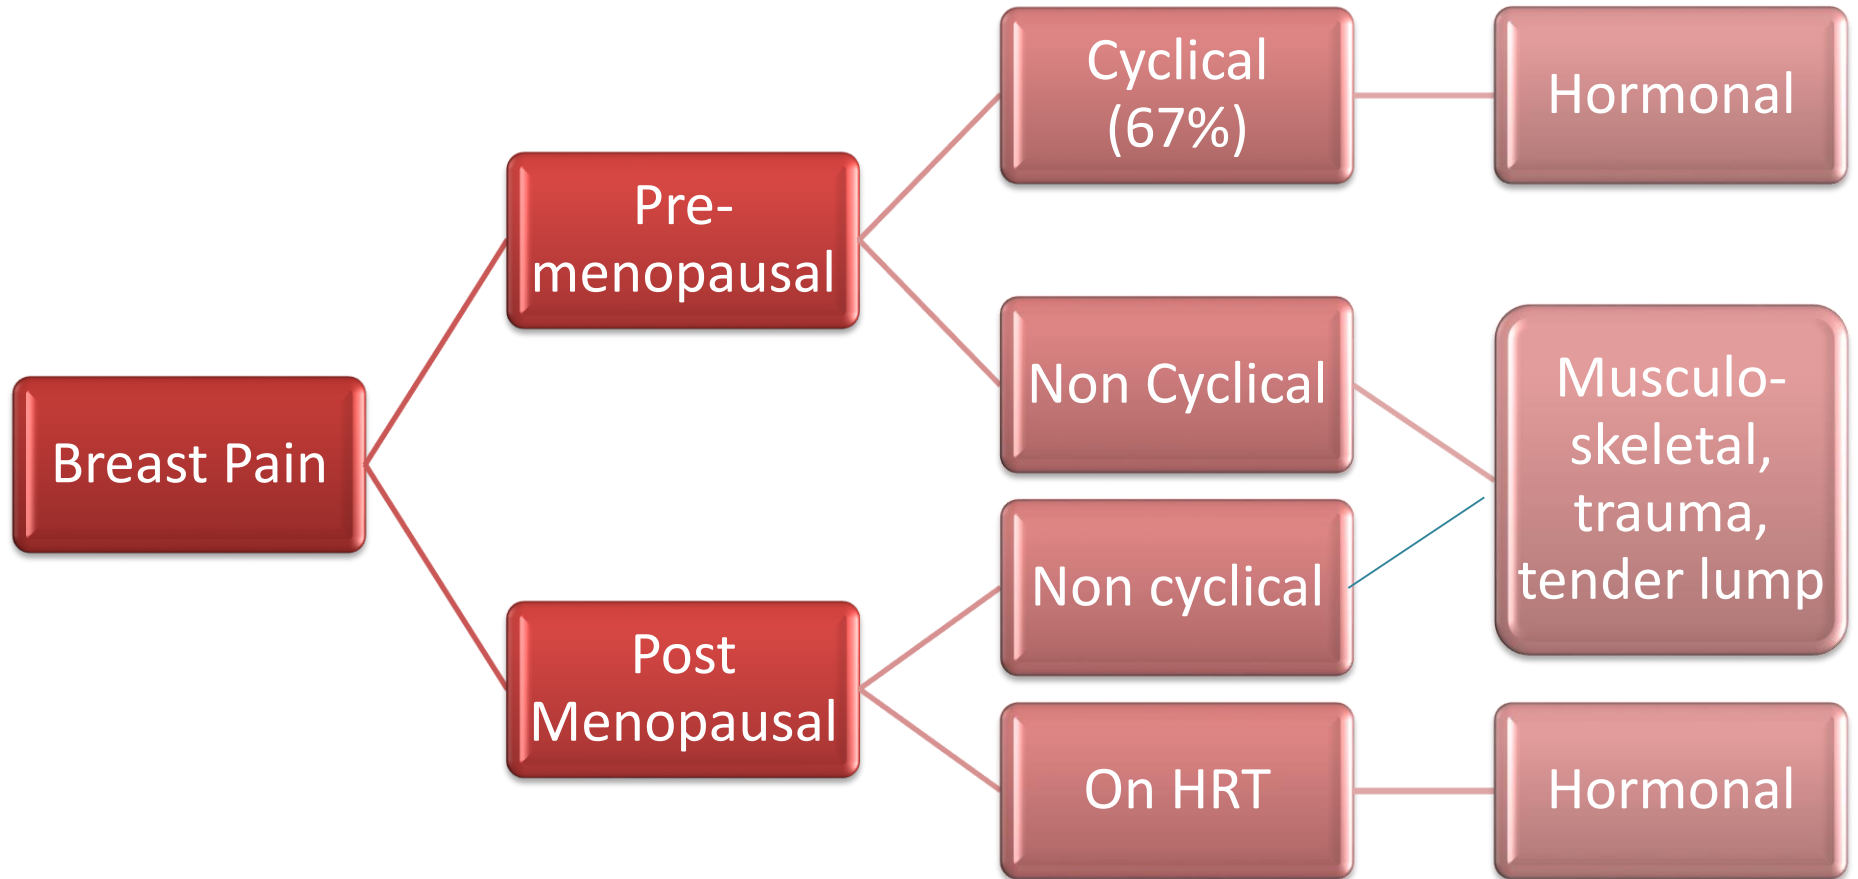 Breast Pain
Pre-
menopausal
Post
Menopausal
Cyclical
(67%)
Non Cyclical
Non cyclical
On HRT
Hormonal
Musculo-
skeletal,
trauma,
tender lump
Hormonal